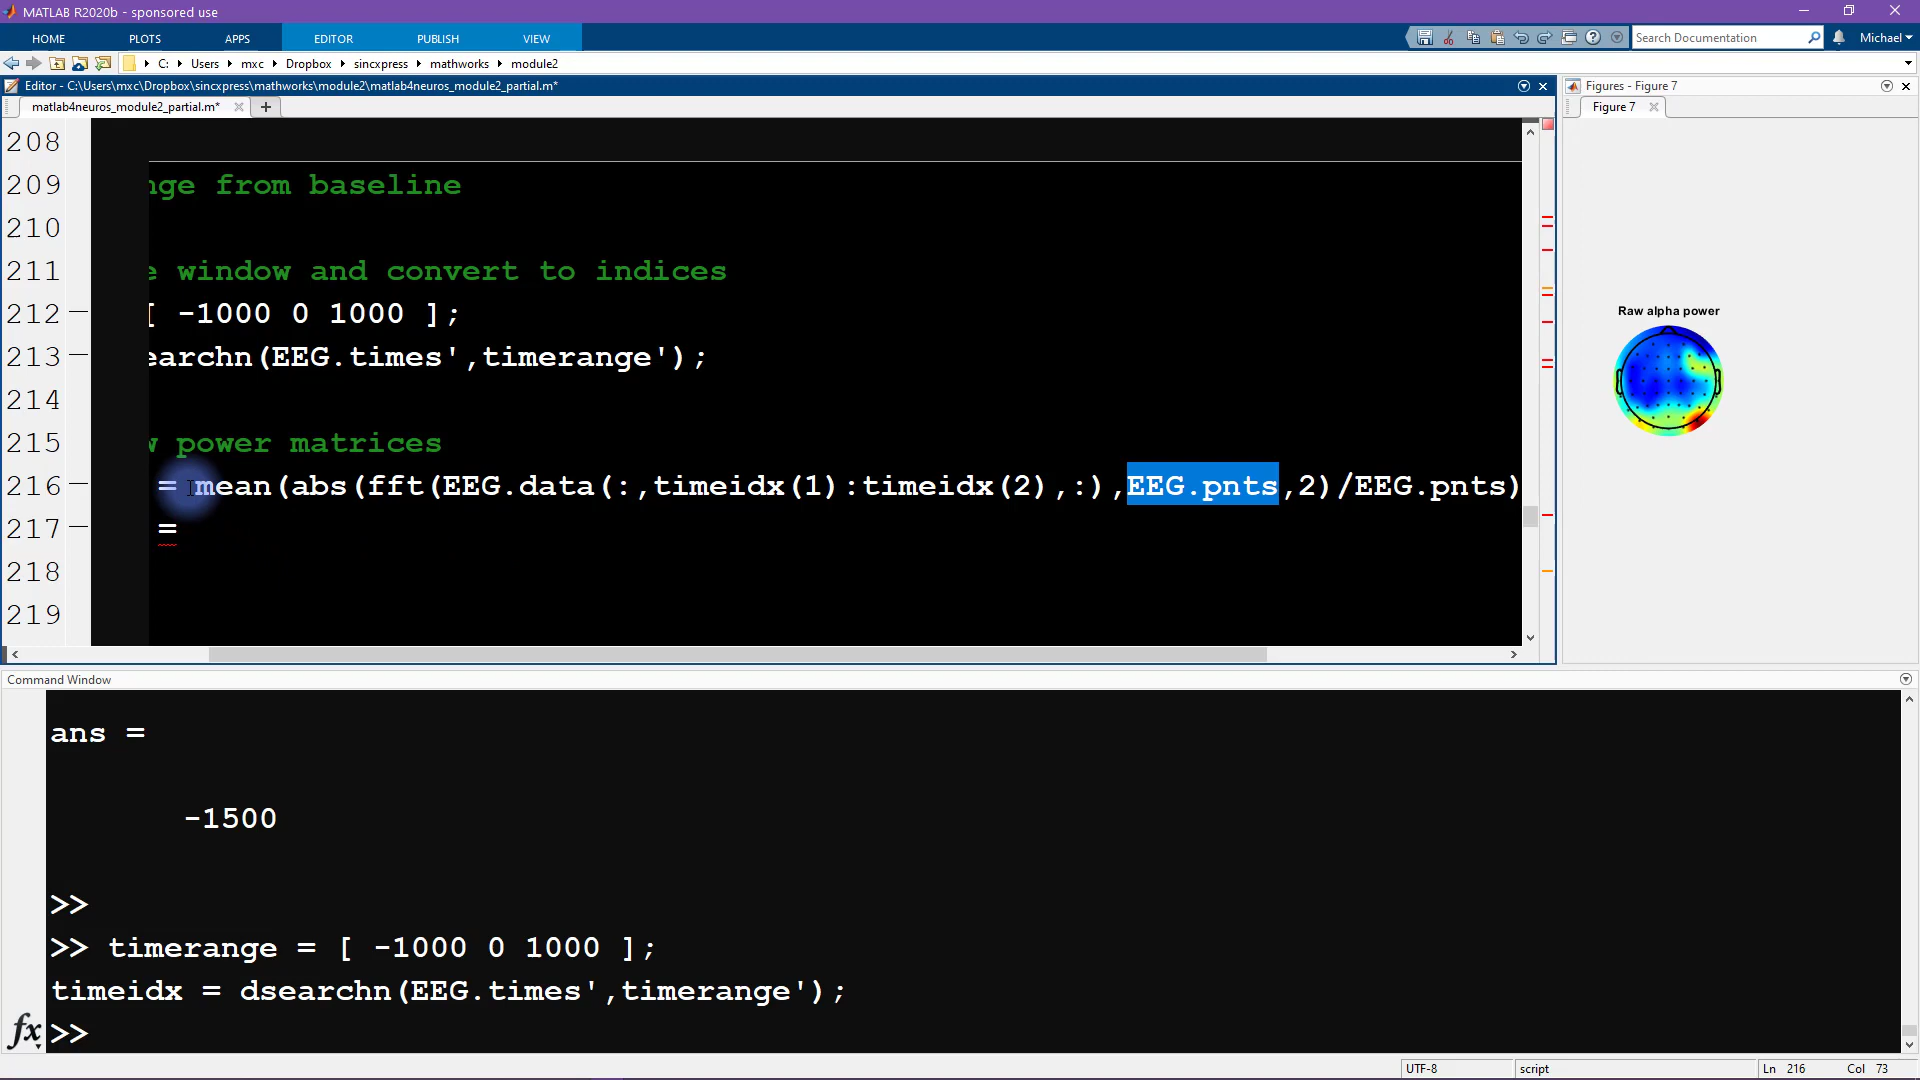 MATLAB R2020b - sponsored use
HOME PLOTS APPS EDITOR PUBLISH VIEW
Search Documentation Michael
C: Users mxc Dropbox sincxpress mathworks module2
Editor - C:\Users\mxc\Dropbox\sincxpress\mathworks\module2\matlab4neuros_module2_partial.m*
matlab4neuros_module2_partial.m*
Figures - Figure 7
Figure 7
208
209 nge from baseline
210
211 e window and convert to indices
212 [ -1000 0 1000 ];
213 earchn(EEG.times',timerange');
214
215 w power matrices
216 = mean(abs(fft(EEG.data(:,timeidx(1):timeidx(2),:),EEG.pnts,2)/EEG.pnts)
217 =
218
219
Raw alpha power
Command Window
ans =
-1500
>>
>> timerange = [ -1000 0 1000 ];
timeidx = dsearchn(EEG.times',timerange');
fx >>
UTF-8 script Ln 216 Col 73